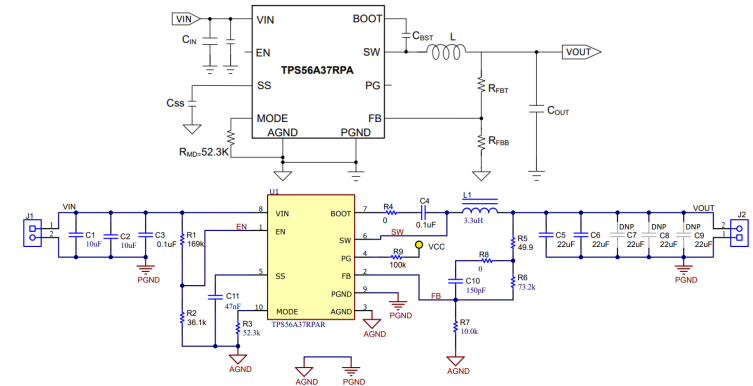 VIN
VIN
BOOT
CIN
CBST
L
EN
SW
VOUT
TPS56A37RPA
SS
PG
RFBT
Css
COUT
MODE
FB
AGND
PGND
RFBB
RMD=52.3K
U1
C4
L1
J1
VIN
8
VIN
BOOT
7
R4
0
0.1uF
3.3uH
VOUT
J2
1
2
C1
10uF
C2
10uF
C3
0.1uF
R1
169k
EN
1
EN
SW
6
SW
R9
100k
VCC
PG
4
R5
49.9
C5
22uF
C6
22uF
DNP
C7
22uF
DNP
C8
22uF
DNP
C9
22uF
2
1
PGND
R8
0
5
SS
FB
2
C10
150pF
R6
73.2k
PGND
C11
47nF
PGND
9
FB
PGND
R2
36.1k
10
MODE
AGND
3
R3
52.3k
TPS56A37RPAR
AGND
R7
10.0k
AGND
AGND
AGND
PGND